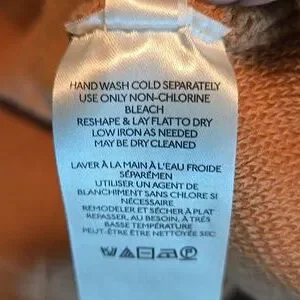 HAND WASH COLD SEPARATELY
USE ONLY NON-CHLORINE
BLEACH
RESHAPE & LAY FLAT TO DRY
LOW IRON AS NEEDED
MAY BE DRY CLEANED
LAVER À LA MAIN À L'EAU FROIDE
SÉPARÉMEN
UTILISER UN AGENT DE
BLANCHIMENT SANS CHLORE SI
NÉCESSAIRE
REMODELER ET SÉCHER À PLAT
REPASSER, AU BESOIN, À TRÈS
BASSE TEMPÉRATURE
PEUT-ÊTRE ÊTRE NETTOYÉE SEC